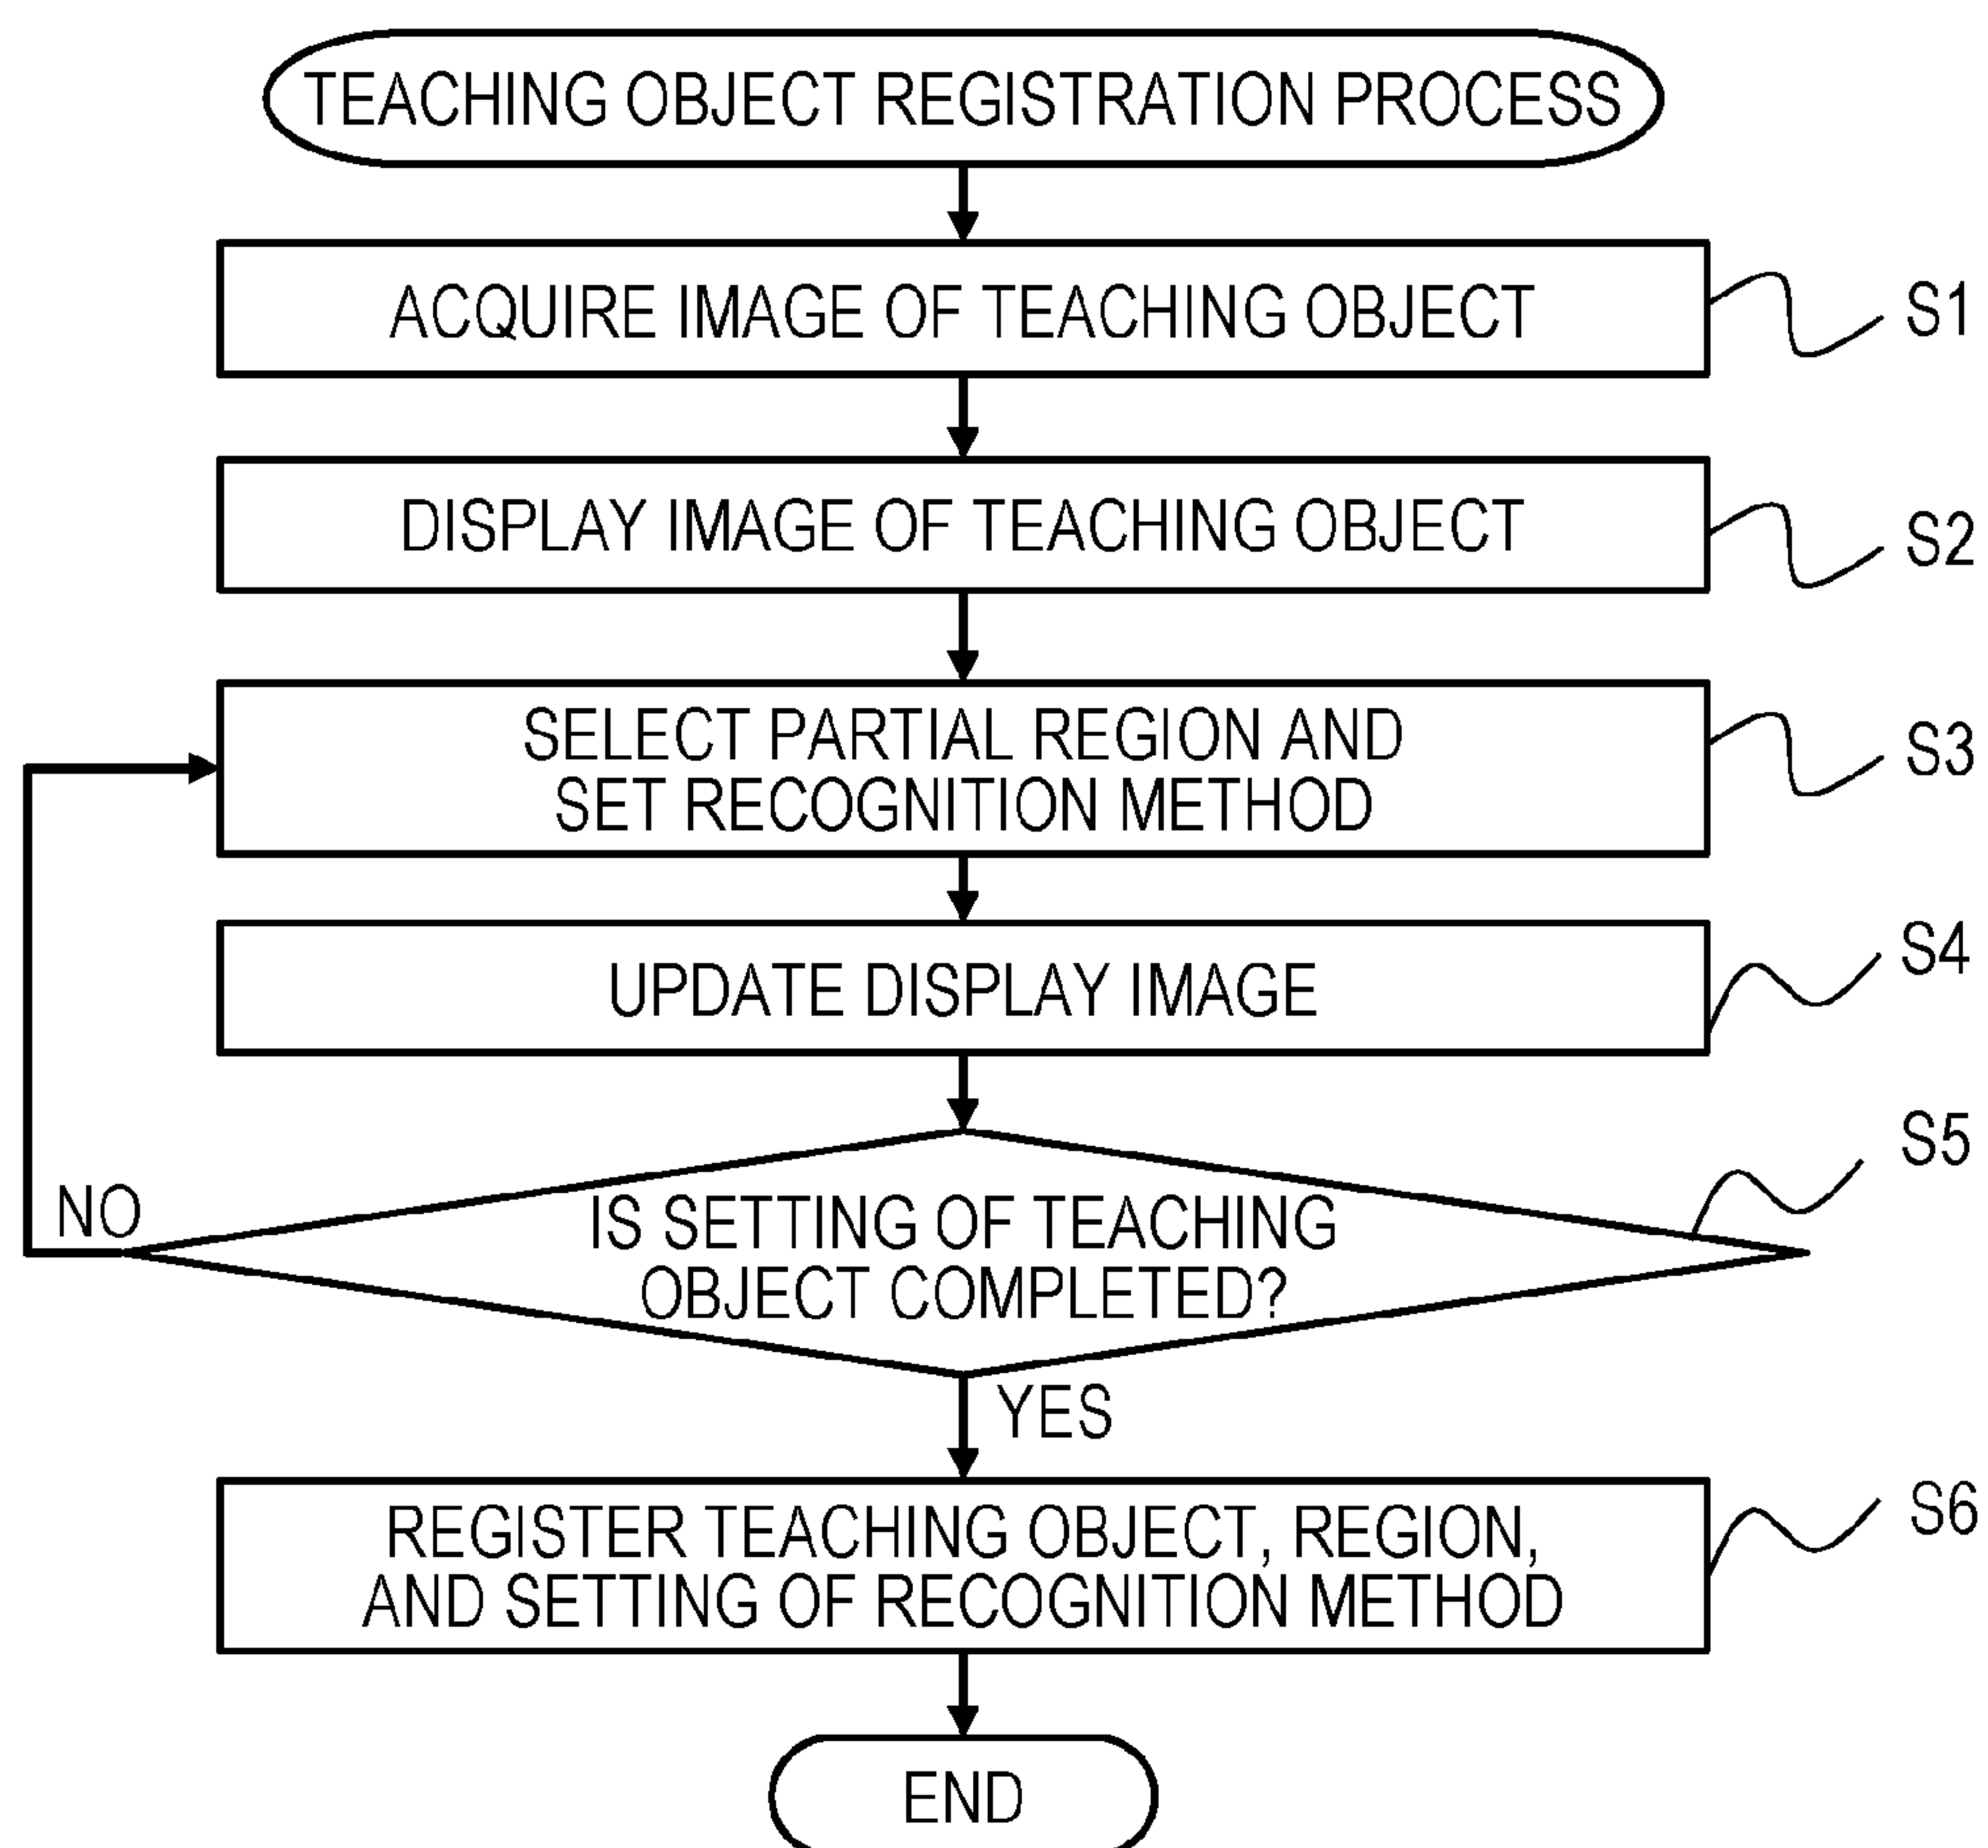 TEACHING OBJECT REGISTRATION PROCESS
ACQUIRE IMAGE OF TEACHING OBJECT
S1
DISPLAY IMAGE OF TEACHING OBJECT
S2
SELECT PARTIAL REGION AND
SET RECOGNITION METHOD
S3
UPDATE DISPLAY IMAGE
S4
IS SETTING OF TEACHING
OBJECT COMPLETED?
S5
NO
YES
REGISTER TEACHING OBJECT, REGION,
AND SETTING OF RECOGNITION METHOD
S6
END